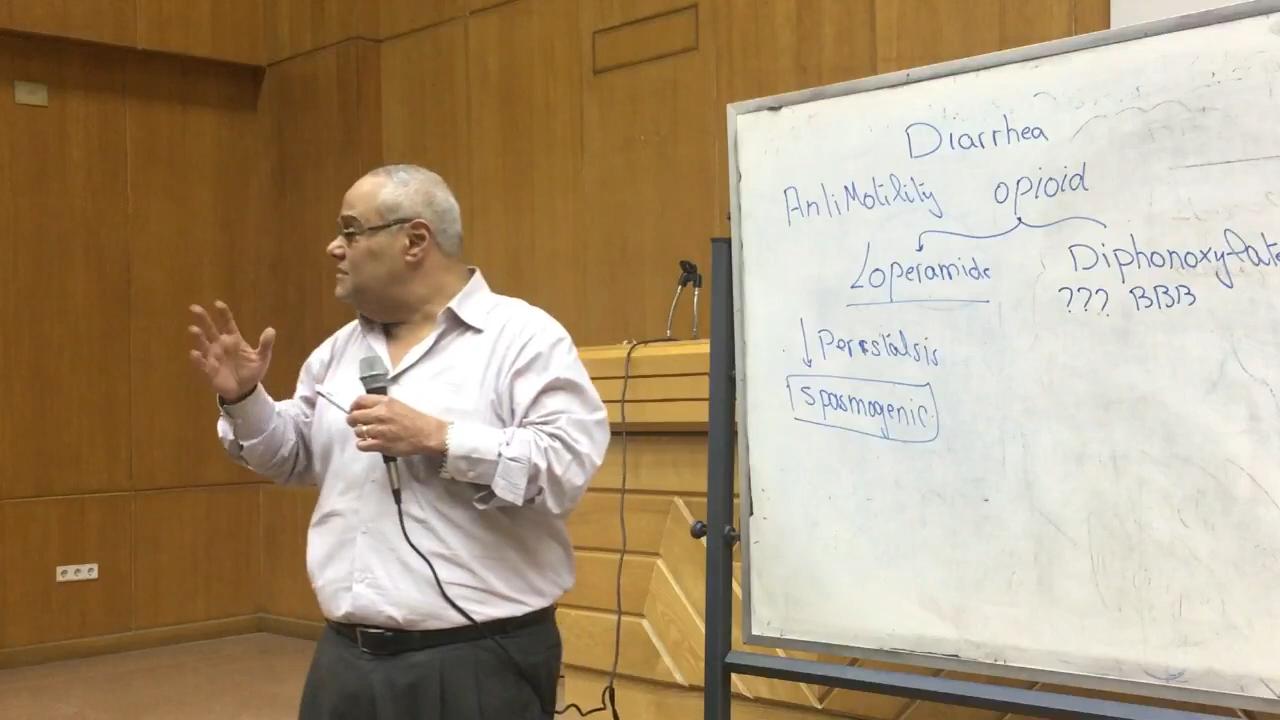 Diarrhea
AntiMotility opioid
Loperamide Diphonoxylate
??? BBB
↓ Peristalsis
Spasmogenic